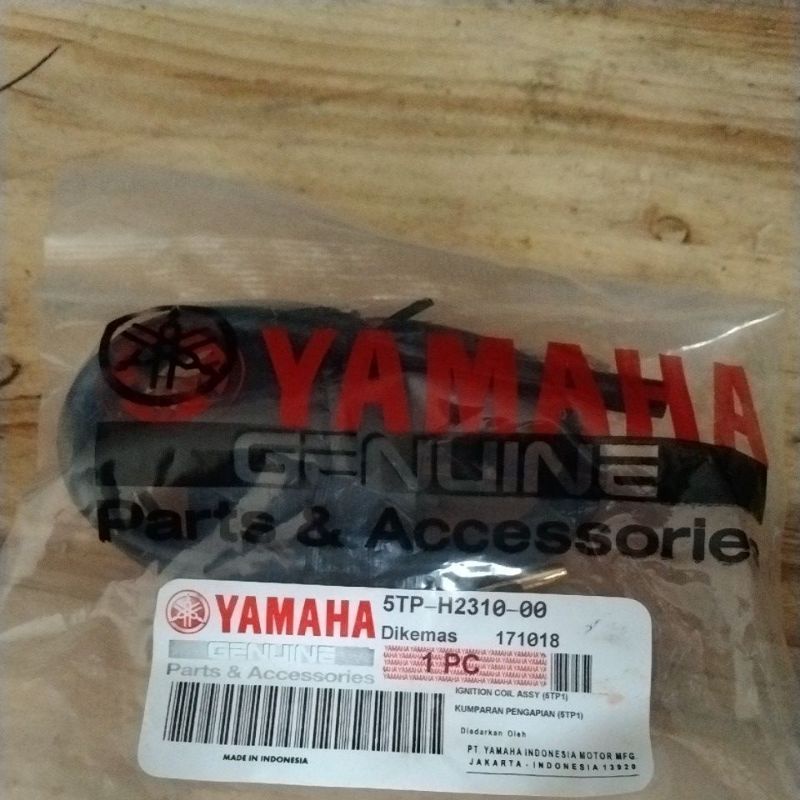 YAMAHA
GENUINE
Parts & Accessories
YAMAHA
GENUINE
Parts & Accessories
5TP-H2310-00
Dikemas 171018
1 PC
IGNITION COIL ASSY (5TP1)
KUMPARAN PENGAPIAN (5TP1)
Diedarkan Oleh
PT. YAMAHA INDONESIA MOTOR MFG.
JAKARTA - INDONESIA 13920
MADE IN INDONESIA